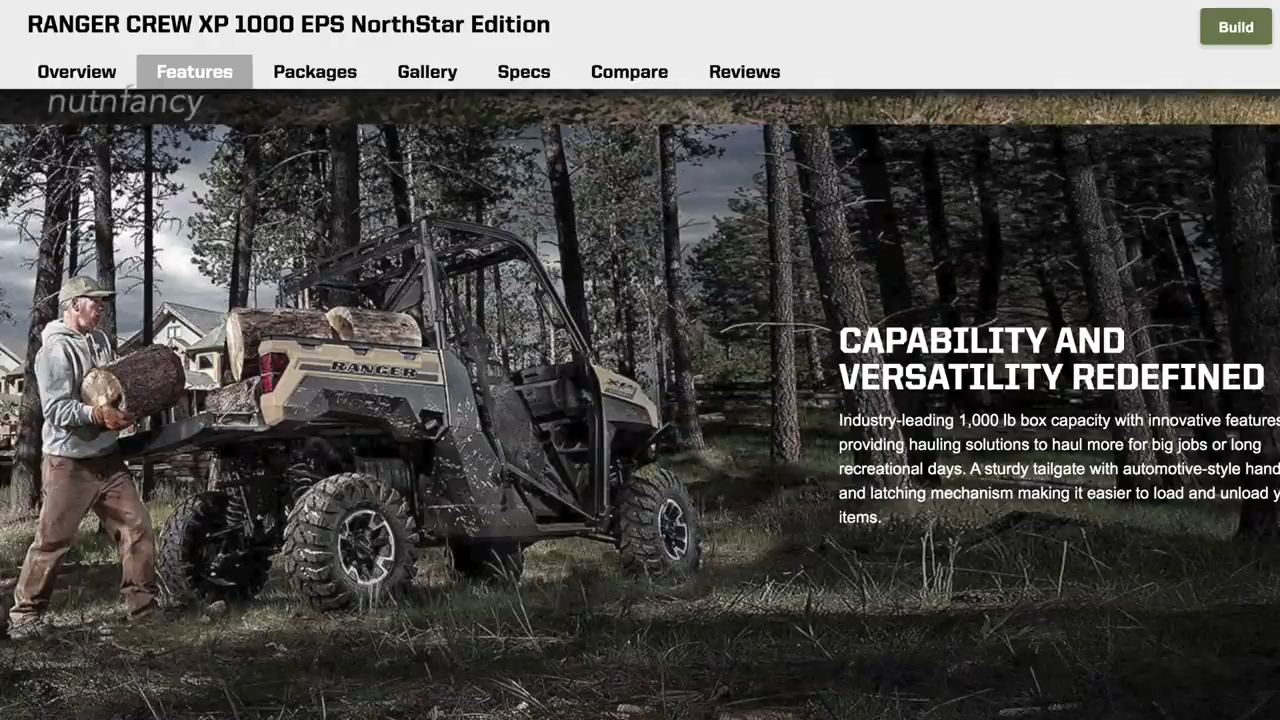 RANGER CREW XP 1000 EPS NorthStar Edition
Build
Overview Features Packages Gallery Specs Compare Reviews
nutnfancy
RANGER
CAPABILITY AND
VERSATILITY REDEFINED
Industry-leading 1,000 lb box capacity with innovative features
providing hauling solutions to haul more for big jobs or long
recreational days. A sturdy tailgate with automotive-style hand
and latching mechanism making it easier to load and unload y
items.